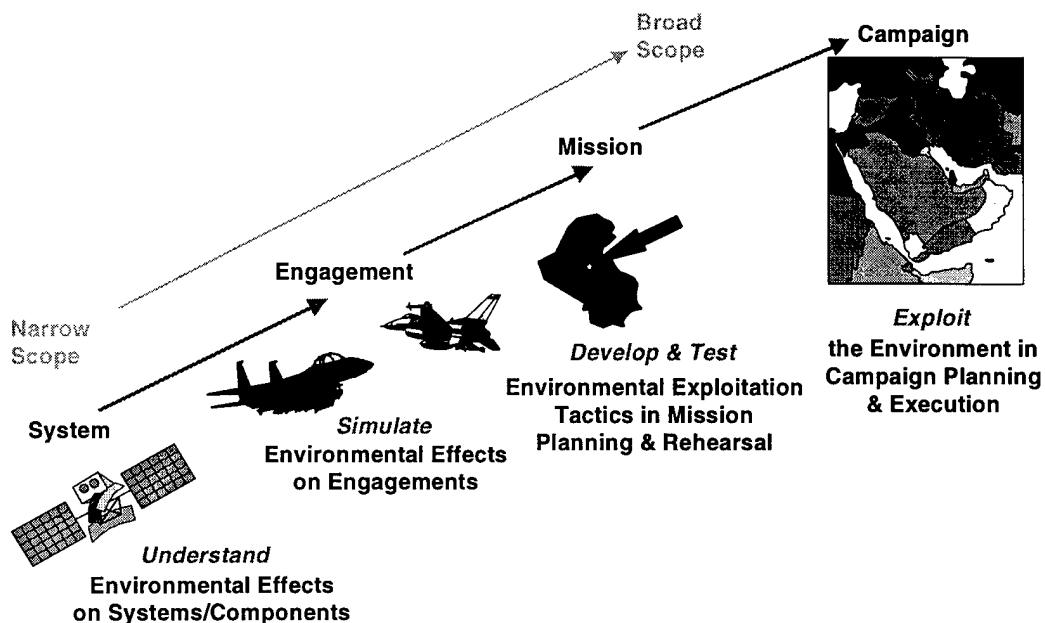 Broad
Scope
Campaign
Mission
Engagement
Narrow
Scope
System
Exploit
the Environment in
Campaign Planning
& Execution
Develop & Test
Environmental Exploitation
Tactics in Mission
Planning & Rehearsal
Simulate
Environmental Effects
on Engagements
Understand
Environmental Effects
on Systems/Components